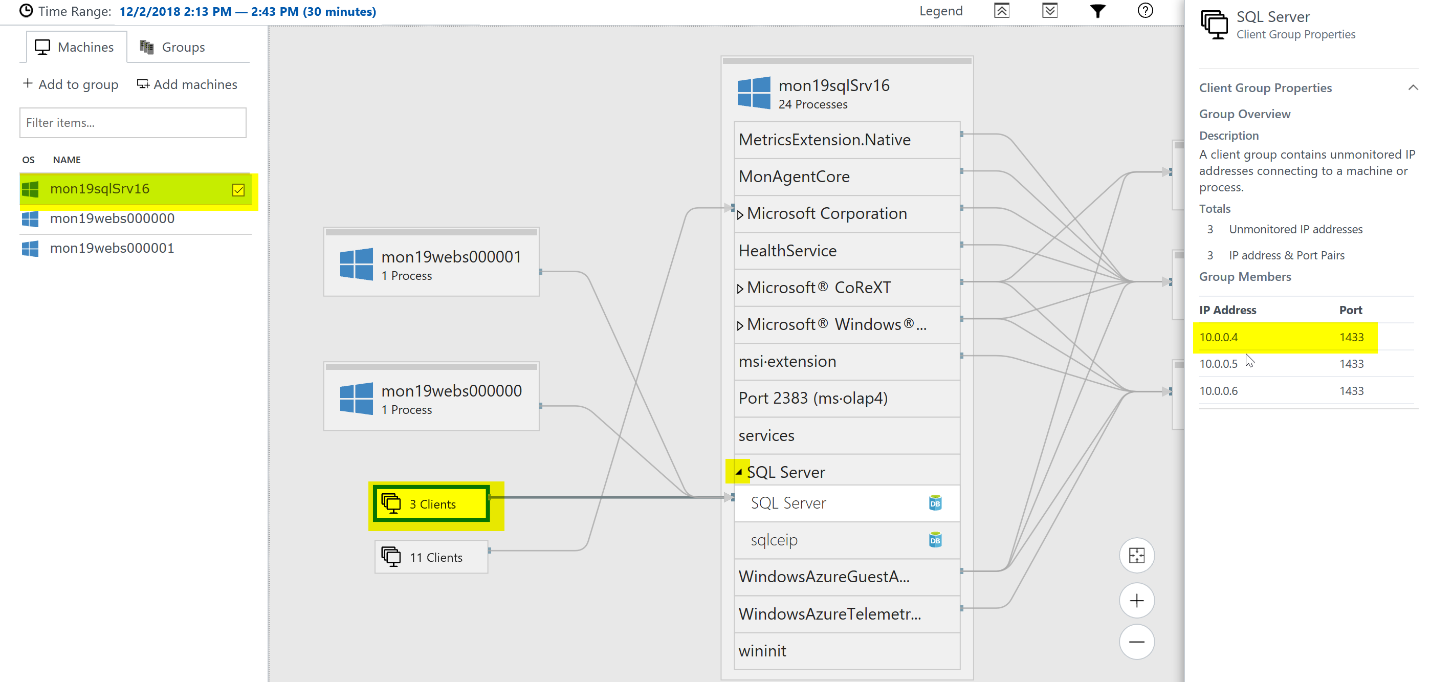 Time Range: 12/2/2018 2:13 PM — 2:43 PM (30 minutes)
Legend
Machines
Groups
+ Add to group
Add machines
Filter items...
OS NAME
mon19sqlSrv16
mon19webs000000
mon19webs000001
mon19webs000001
1 Process
mon19webs000000
1 Process
3 Clients
11 Clients
mon19sqlSrv16
24 Processes
MetricsExtension.Native
MonAgentCore
Microsoft Corporation
HealthService
Microsoft® CoReXT
Microsoft® Windows®...
msi-extension
Port 2383 (ms-olap4)
services
SQL Server
SQL Server
DB
sqlceip
DB
WindowsAzureGuestA...
WindowsAzureTelemetr...
wininit
SQL Server
Client Group Properties
Client Group Properties
Group Overview
Description
A client group contains unmonitored IP
addresses connecting to a machine or
process.
Totals
3 Unmonitored IP addresses
3 IP address & Port Pairs
Group Members
IP Address Port
10.0.0.4 1433
10.0.0.5 1433
10.0.0.6 1433